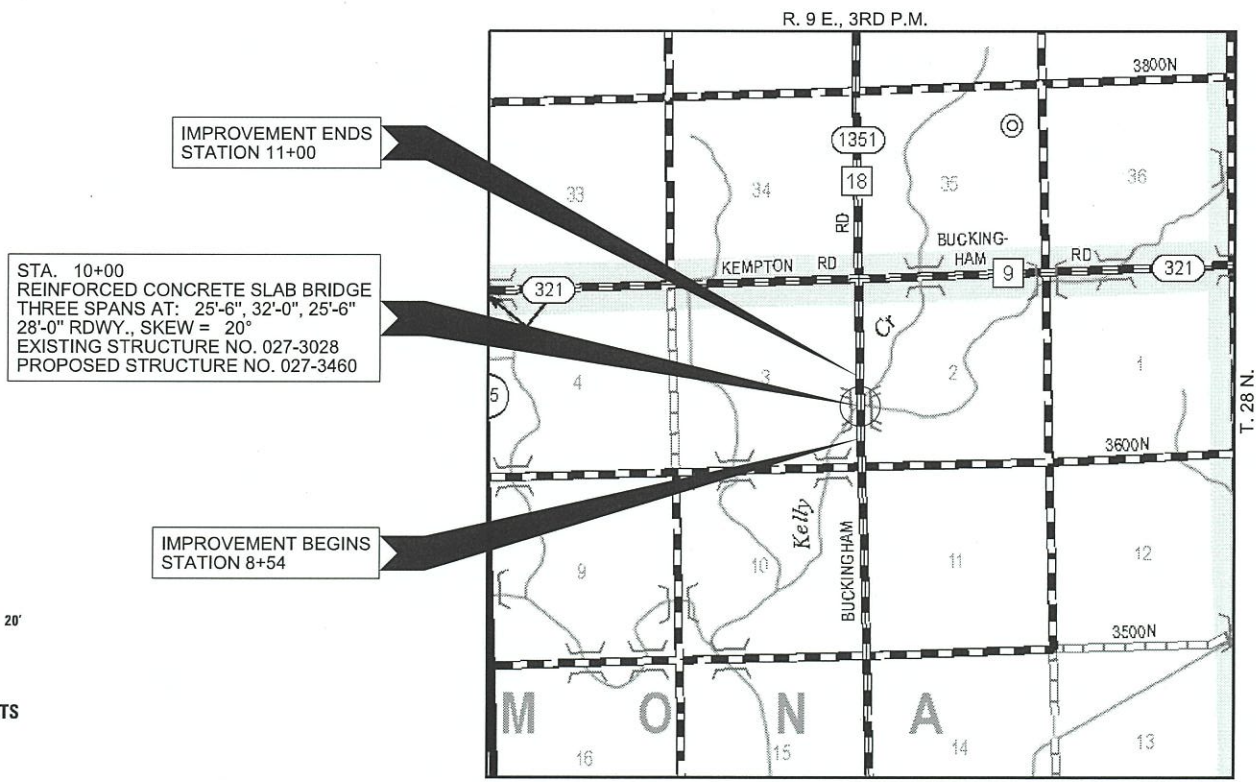 R. 9 E., 3RD P.M.
3800N
IMPROVEMENT ENDS
STATION 11+00
1351
18
33
34
35
36
RD
BUCKING-
HAM
RD
KEMPTON RD
9
321
321
STA. 10+00
REINFORCED CONCRETE SLAB BRIDGE
THREE SPANS AT: 25'-6", 32'-0", 25'-6"
28'-0" RDWY., SKEW = 20°
EXISTING STRUCTURE NO. 027-3028
PROPOSED STRUCTURE NO. 027-3460
Cr
4
3
2
1
5
T. 28 N.
3600N
IMPROVEMENT BEGINS
STATION 8+54
Kelly
BUCKINGHAM
9
10
11
12
20'
3500N
TS
M O N A
16
15
14
13